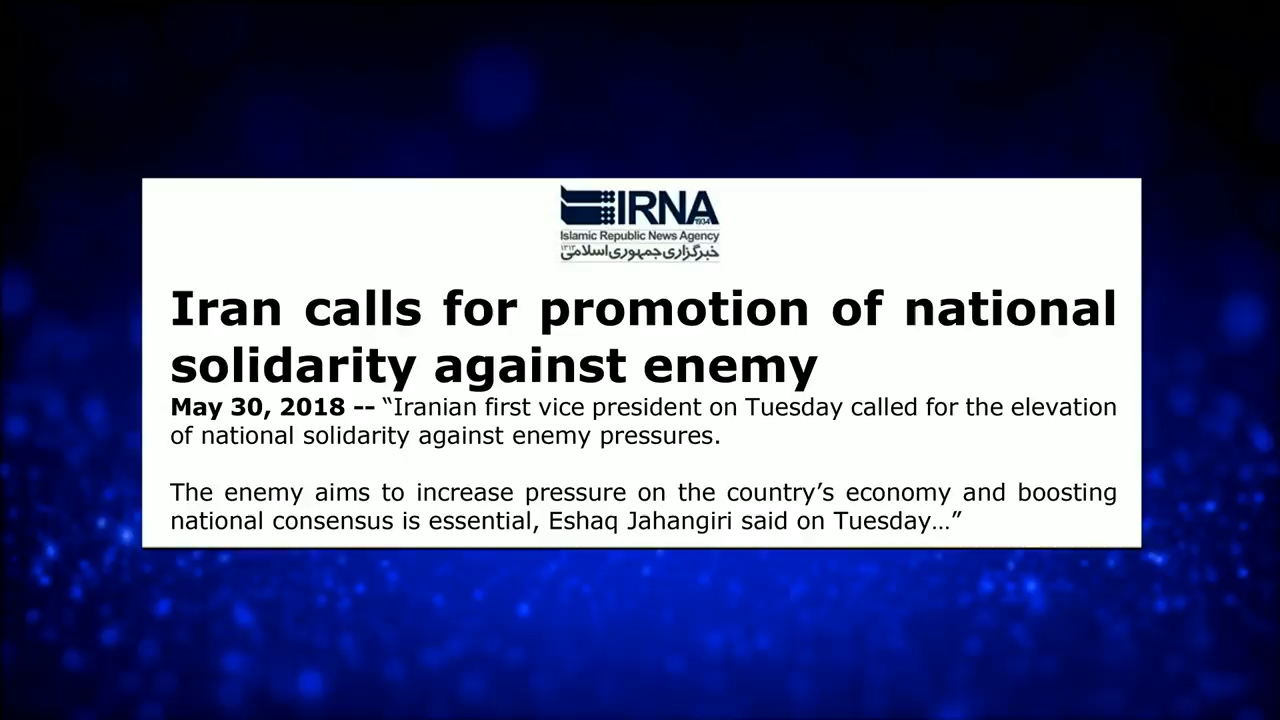 IRNA
1934
Islamic Republic News Agency
خبرگزاری جمهوری اسلامی ۱۳۱۳
Iran calls for promotion of national
solidarity against enemy
May 30, 2018 -- “Iranian first vice president on Tuesday called for the elevation
of national solidarity against enemy pressures.
The enemy aims to increase pressure on the country’s economy and boosting
national consensus is essential, Eshaq Jahangiri said on Tuesday…”